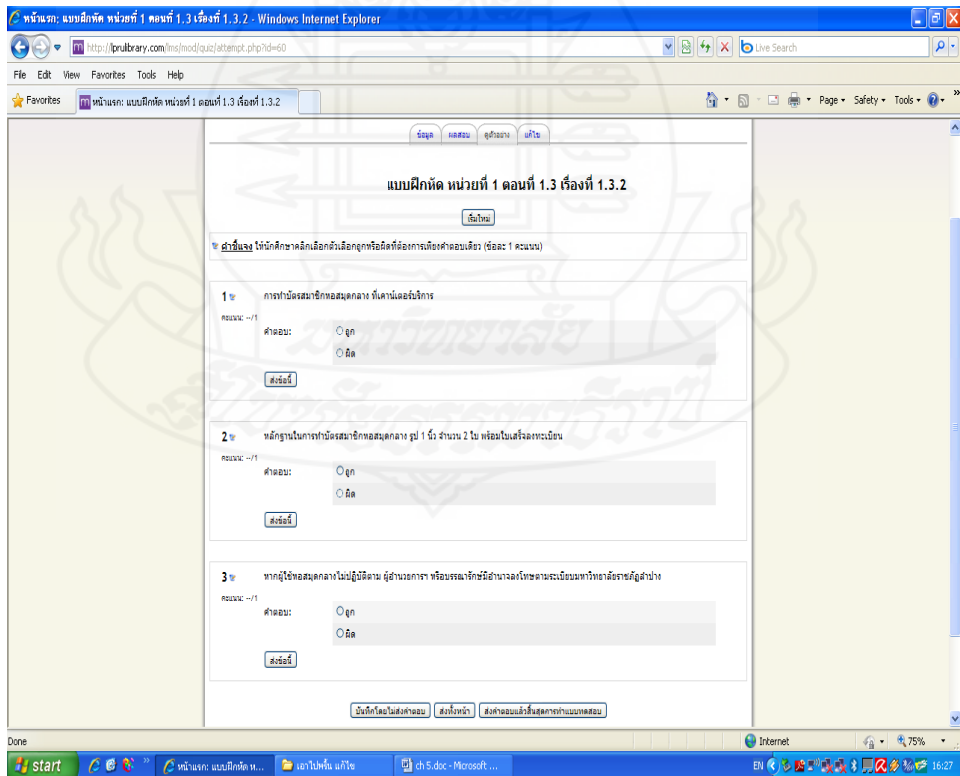 หน้าแรก: แบบฝึกหัด หน่วยที่ 1 ตอนที่ 1.3 เรื่องที่ 1.3.2 - Windows Internet Explorer
http://lprulibrary.com/lms/mod/quiz/attempt.php?id=60
Live Search
File Edit View Favorites Tools Help
Favorites
หน้าแรก: แบบฝึกหัด หน่วยที่ 1 ตอนที่ 1.3 เรื่องที่ 1.3.2
Page Safety Tools
ข้อมูล ผลสอบ ดูตัวอย่าง แก้ไข
แบบฝึกหัด หน่วยที่ 1 ตอนที่ 1.3 เรื่องที่ 1.3.2
เริ่มใหม่
คำชี้แจง ให้นักศึกษาคลิกเลือกตัวเลือกถูกหรือผิดที่ต้องการเพียงคำตอบเดียว (ข้อละ 1 คะแนน)
1 การทำบัตรสมาชิกหอสมุดกลาง ที่เคาน์เตอร์บริการ
คะแนน: --/1
คำตอบ: ถูก
ผิด
ส่งข้อนี้
2 หลักฐานในการทำบัตรสมาชิกหอสมุดกลาง รูป 1 นิ้ว จำนวน 2 ใบ พร้อมใบเสร็จลงทะเบียน
คะแนน: --/1
คำตอบ: ถูก
ผิด
ส่งข้อนี้
3 หากผู้ใช้หอสมุดกลางไม่ปฏิบัติตาม ผู้อำนวยการฯ หรือบรรณารักษ์มีอำนาจลงโทษตามระเบียบมหาวิทยาลัยราชภัฏลำปาง
คะแนน: --/1
คำตอบ: ถูก
ผิด
ส่งข้อนี้
บันทึกโดยไม่ส่งคำตอบ ส่งทั้งหน้า ส่งคำตอบแล้วสิ้นสุดการทำแบบทดสอบ
มหาวิทยาลัย
สุโขทัยธรรมาธิราช
Done Internet 75%
start หน้าแรก: แบบฝึกหัด ห... เอาไปพริ้น แก้ไข ch 5.doc - Microsoft ... EN 16:27